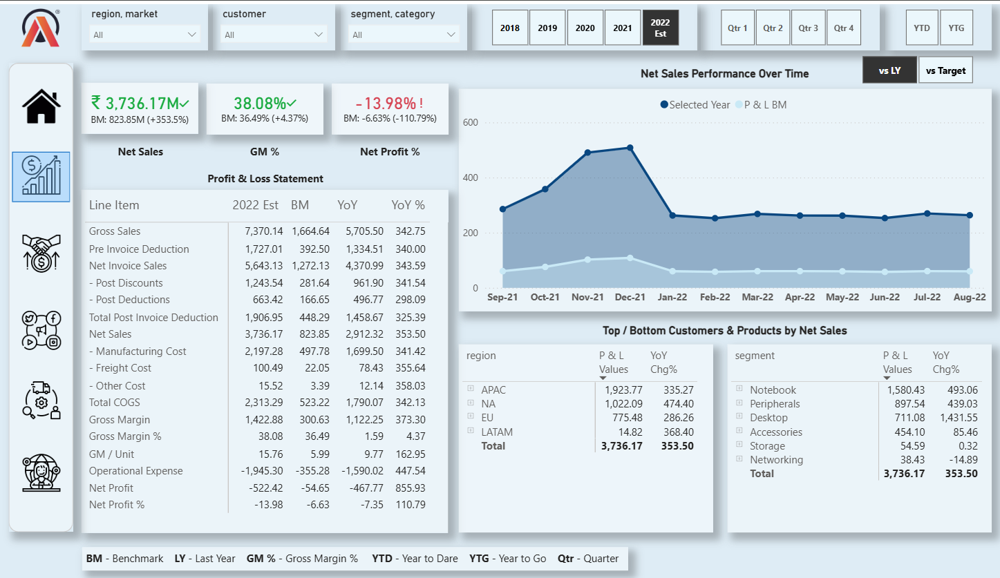 region, market
All
customer
All
segment, category
All
2018
2019
2020
2021
2022
Est
Qtr 1
Qtr 2
Qtr 3
Qtr 4
YTD
YTG
Net Sales Performance Over Time
vs LY
vs Target
₹ 3,736.17M✓
BM: 823.85M (+353.5%)
Net Sales
38.08%✓
BM: 36.49% (+4.37%)
GM %
-13.98% !
BM: -6.63% (-110.79%)
Net Profit %
Selected Year P & L BM
600
400
200
0
Sep-21 Oct-21 Nov-21 Dec-21 Jan-22 Feb-22 Mar-22 Apr-22 May-22 Jun-22 Jul-22 Aug-22
Profit & Loss Statement
Line Item 2022 Est BM YoY YoY %
Gross Sales 7,370.14 1,664.64 5,705.50 342.75
Pre Invoice Deduction 1,727.01 392.50 1,334.51 340.00
Net Invoice Sales 5,643.13 1,272.13 4,370.99 343.59
- Post Discounts 1,243.54 281.64 961.90 341.54
- Post Deductions 663.42 166.65 496.77 298.09
Total Post Invoice Deduction 1,906.95 448.29 1,458.67 325.39
Net Sales 3,736.17 823.85 2,912.32 353.50
- Manufacturing Cost 2,197.28 497.78 1,699.50 341.42
- Freight Cost 100.49 22.05 78.43 355.64
- Other Cost 15.52 3.39 12.14 358.03
Total COGS 2,313.29 523.22 1,790.07 342.13
Gross Margin 1,422.88 300.63 1,122.25 373.30
Gross Margin % 38.08 36.49 1.59 4.37
GM / Unit 15.76 5.99 9.77 162.95
Operational Expense -1,945.30 -355.28 -1,590.02 447.54
Net Profit -522.42 -54.65 -467.77 855.93
Net Profit % -13.98 -6.63 -7.35 110.79
Top / Bottom Customers & Products by Net Sales
region P & L YoY
Values Chg%
APAC 1,923.77 335.27
NA 1,022.09 474.40
EU 775.48 286.26
LATAM 14.82 368.40
Total 3,736.17 353.50
segment P & L YoY
Values Chg%
Notebook 1,580.43 493.06
Peripherals 897.54 439.03
Desktop 711.08 1,431.55
Accessories 454.10 85.46
Storage 54.59 0.32
Networking 38.43 -14.89
Total 3,736.17 353.50
BM - Benchmark LY - Last Year GM % - Gross Margin % YTD - Year to Dare YTG - Year to Go Qtr - Quarter